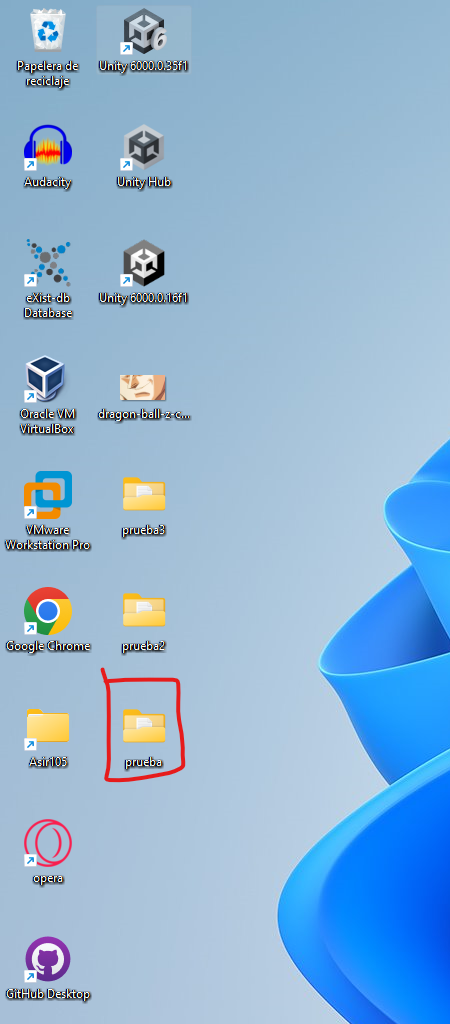 Papelera de
reciclaje
Unity 6000.0.35f1
Audacity
Unity Hub
eXist-db
Database
Unity 6000.0.16f1
Oracle VM
VirtualBox
dragon-ball-z-c...
VMware
Workstation Pro
prueba3
Google Chrome
prueba2
Asir105
prueba
opera
GitHub Desktop